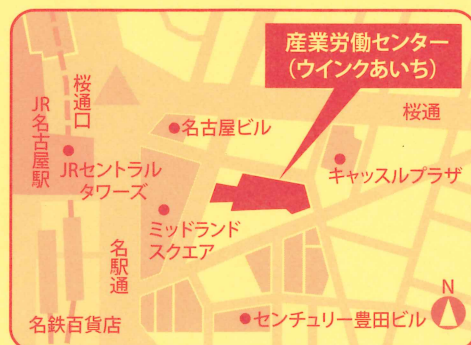 産業労働センター
(ウインクあいち)
桜通口
JR名古屋駅
桜通
名古屋ビル
JRセントラル
タワーズ
キャッスルプラザ
ミッドランド
スクエア
名駅通
名鉄百貨店
センチュリー豊田ビル
N